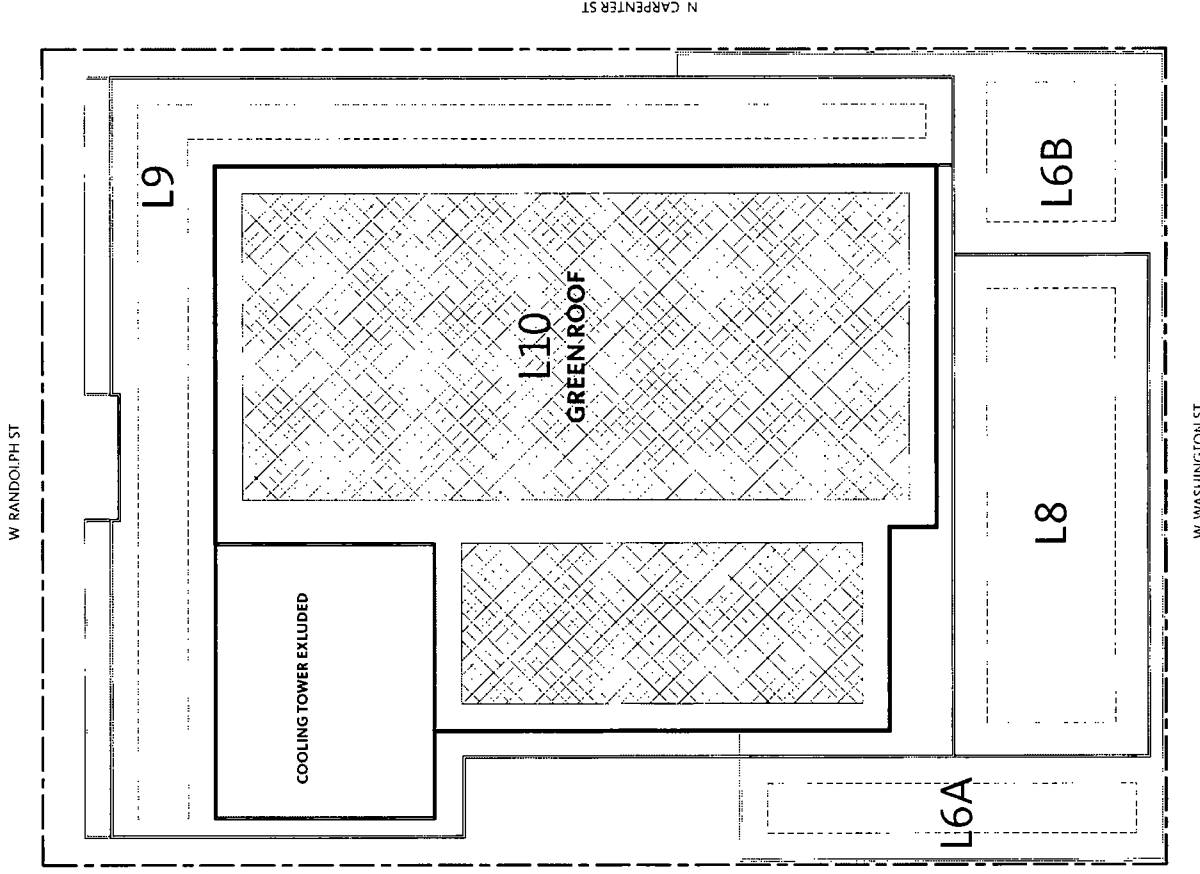 N CARPENTER ST
W RANDOLPH ST
L9
L6B
L10
GREEN ROOF
COOLING TOWER EXLUDED
L8
L6A
W WASHINGTON ST